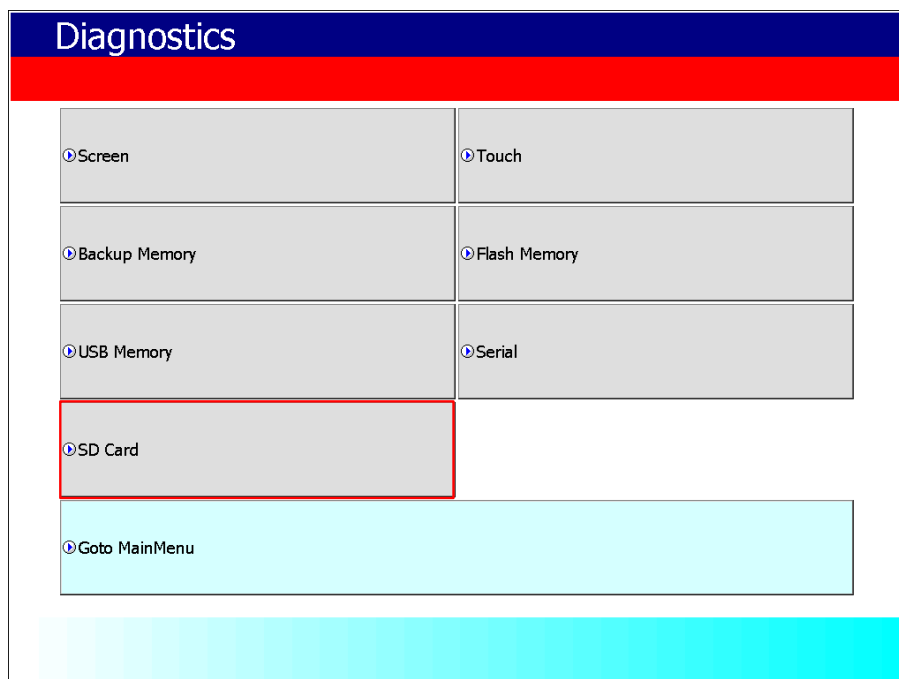 Diagnostics
Screen
Touch
Backup Memory
Flash Memory
USB Memory
Serial
SD Card
Goto MainMenu